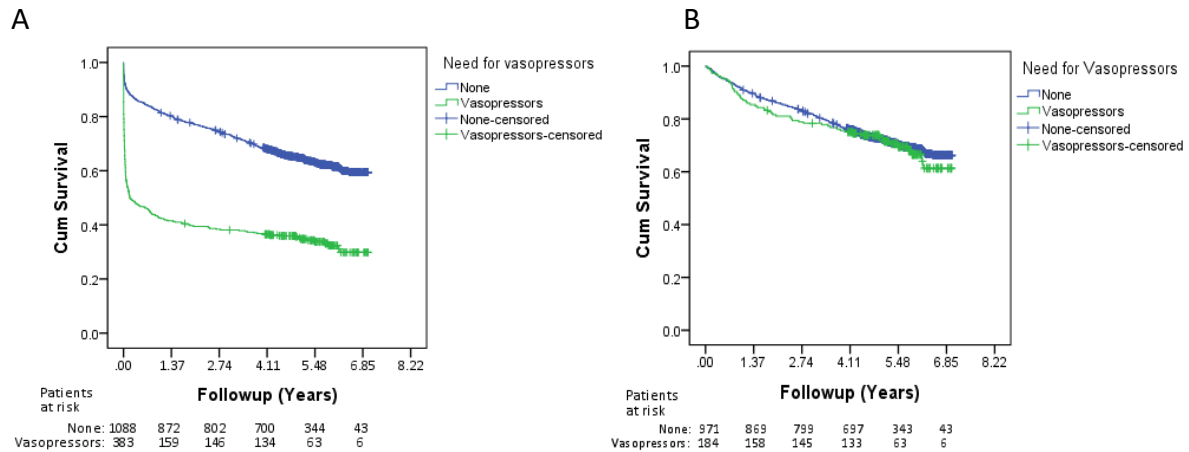 A
Need for vasopressors
None
Vasopressors
None-censored
Vasopressors-censored
Cum Survival
1.0
0.8
0.6
0.4
0.2
0.0
.00 1.37 2.74 4.11 5.48 6.85 8.22
Followup (Years)
Patients
at risk
None: 1088 872 802 700 344 43
Vasopressors: 383 159 146 134 63 6
B
Need for Vasopressors
None
Vasopressors
None-censored
Vasopressors-censored
Cum Survival
1.0
0.8
0.6
0.4
0.2
0.0
.00 1.37 2.74 4.11 5.48 6.85 8.22
Followup (Years)
Patients
at risk
None: 971 869 799 697 343 43
Vasopressors: 184 158 145 133 63 6